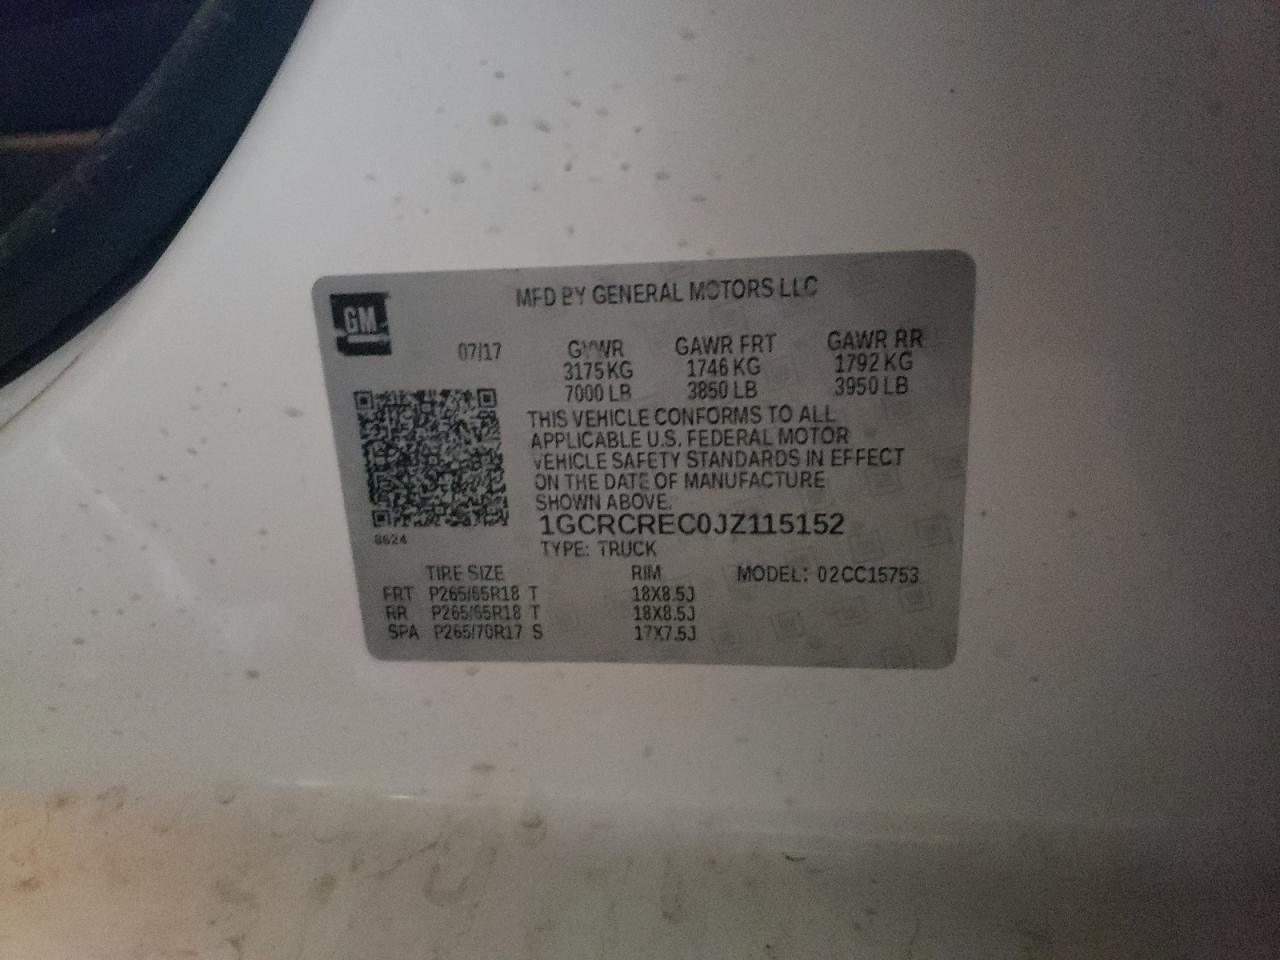 GM
MFD BY GENERAL MOTORS LLC
07/17 GVWR GAWR FRT GAWR RR
3175 KG 1746 KG 1792 KG
7000 LB 3850 LB 3950 LB
THIS VEHICLE CONFORMS TO ALL
APPLICABLE U.S. FEDERAL MOTOR
VEHICLE SAFETY STANDARDS IN EFFECT
ON THE DATE OF MANUFACTURE
SHOWN ABOVE.
1GCRCREC0JZ115152
8624
TYPE: TRUCK
TIRE SIZE RIM MODEL: 02CC15753
FRT P265/65R18 T 18X8.5J
RR P265/65R18 T 18X8.5J
SPA P265/70R17 S 17X7.5J